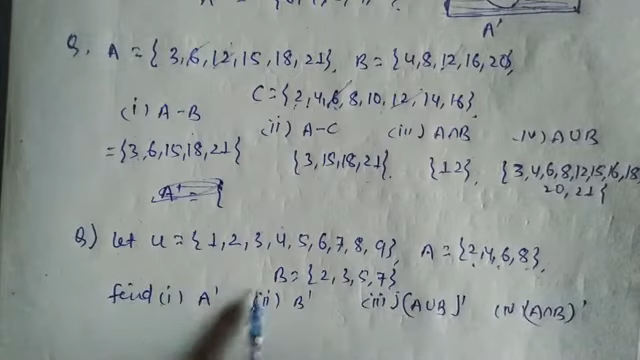 A'
Q. A = {3,6,12,15,18,21}, B = {4,8,12,16,20},
C = {2,4,6,8,10,12,14,16}.
(i) A-B (ii) A-C (iii) A∩B (iv) A∪B
= {3,6,15,18,21} {3,15,18,21} {12}. {3,4,6,8,12,15,16,18,
20,21}
A' = {
Q) Let U = {1,2,3,4,5,6,7,8,9}, A = {2,4,6,8}.
B = {2,3,5,7}
find (i) A' (ii) B' (iii) (A∪B)' (iv) (A∩B)'